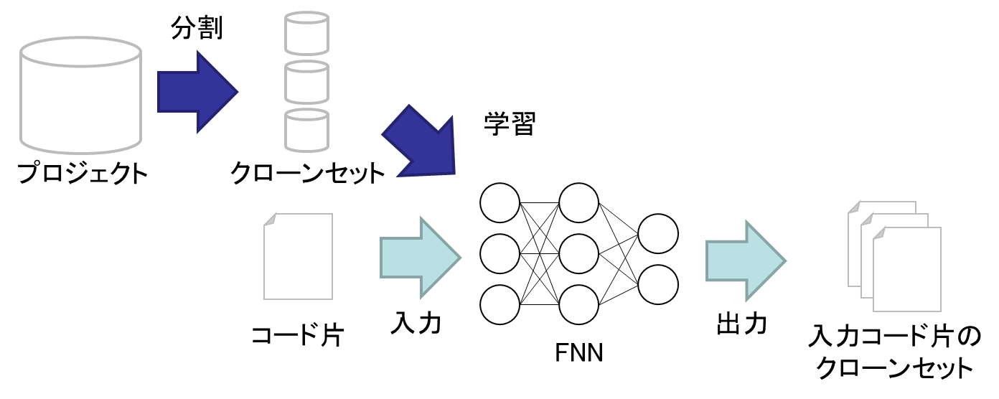 分割
プロジェクト
クローンセット
学習
コード片
入力
FNN
出力
入力コード片の
クローンセット